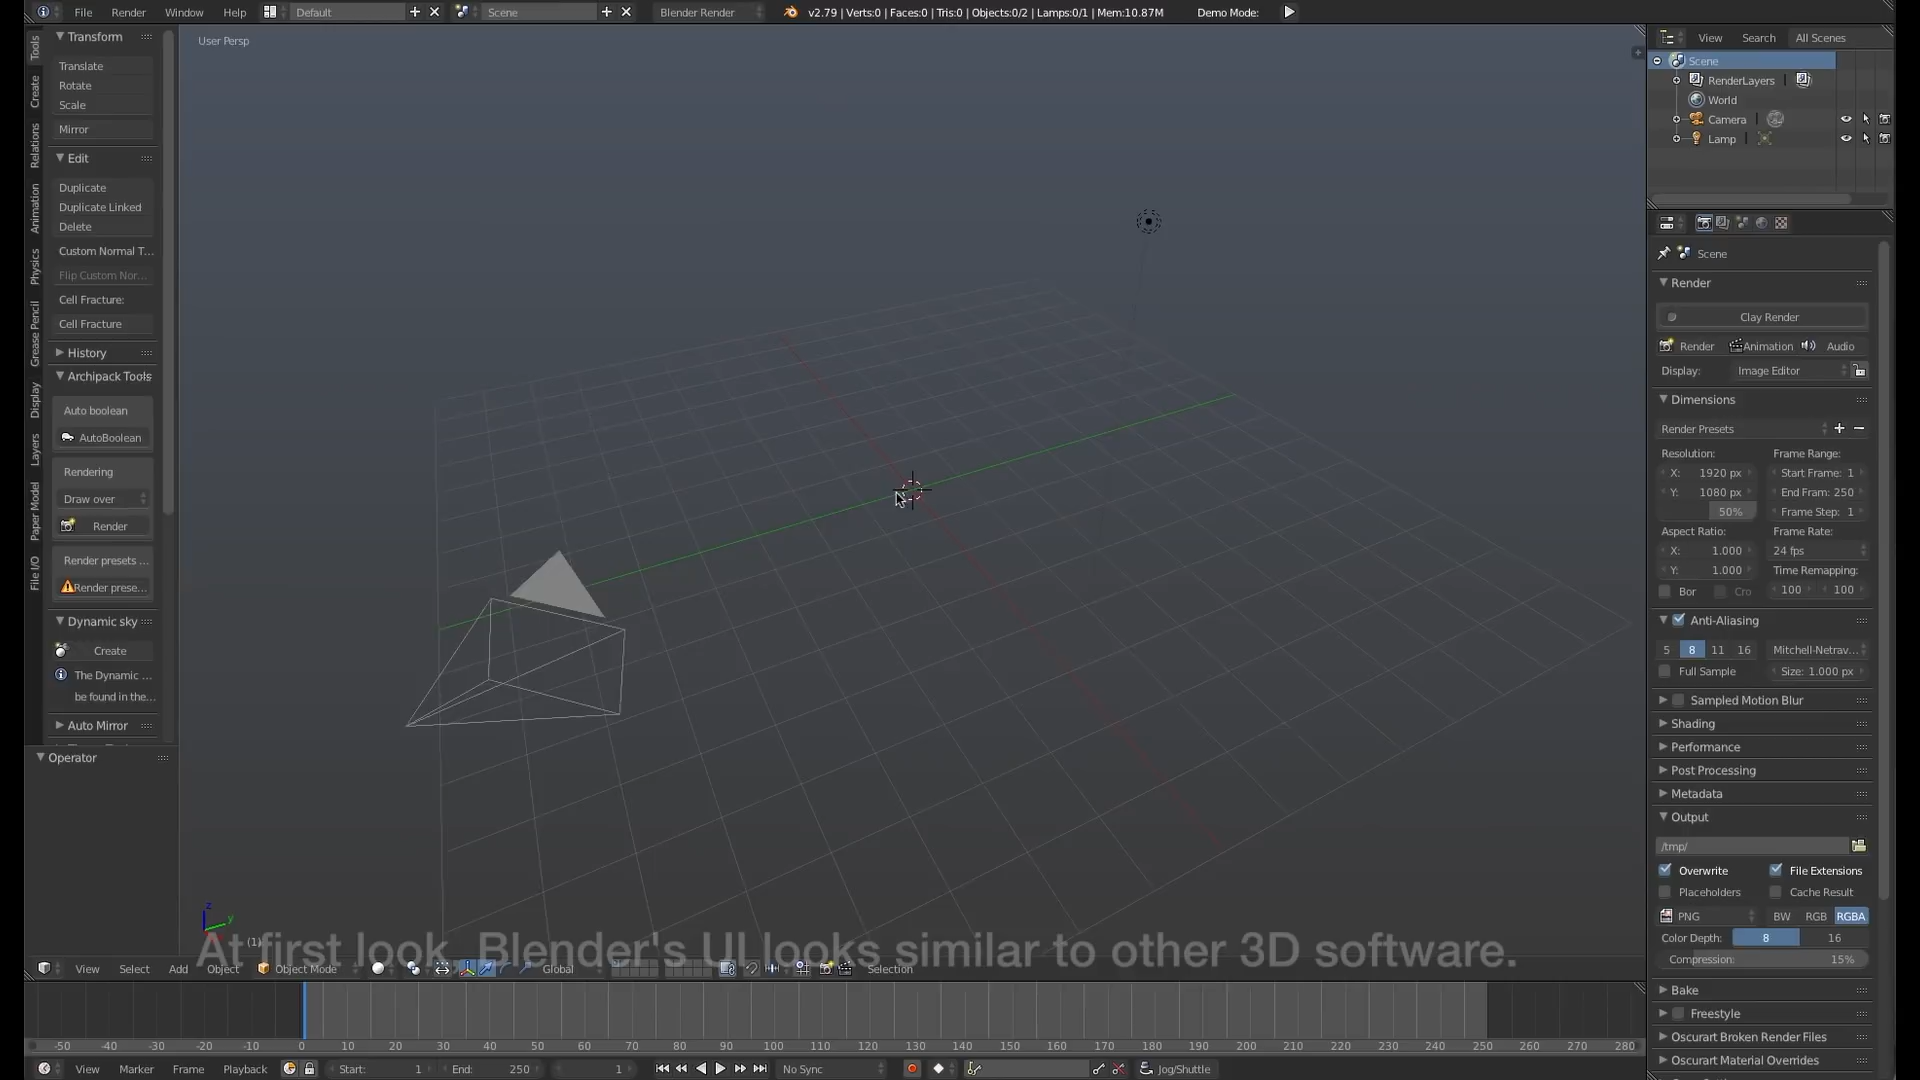 File Render Window Help Default Scene Blender Render v2.79 | Verts:0 | Faces:0 | Tris:0 | Objects:0/2 | Lamps:0/1 | Mem:10.87M Demo Mode:
Tools
Create
Relations
Animation
Physics
Grease Pencil
Display
Layers
Paper Model
File I/O
Transform
Translate
Rotate
Scale
Mirror
Edit
Duplicate
Duplicate Linked
Delete
Custom Normal T...
Flip Custom Nor...
Cell Fracture:
Cell Fracture
History
Archipack Tools
Auto boolean
AutoBoolean
Rendering
Draw over
Render
Render presets ...
Render prese...
Dynamic sky
Create
The Dynamic ...
be found in the...
Auto Mirror
Operator
User Persp
z
y
(1)
At first look, Blender's UI looks similar to other 3D software.
View Select Add Object Object Mode Global Selection
-50 -40 -30 -20 -10 0 10 20 30 40 50 60 70 80 90 100 110 120 130 140 150 160 170 180 190 200 210 220 230 240 250 260 270 280
View Marker Frame Playback Start: 1 End: 250 1 No Sync Jog/Shuttle
View Search All Scenes
Scene
RenderLayers
World
Camera
Lamp
Scene
Render
Clay Render
Render Animation Audio
Display: Image Editor
Dimensions
Render Presets
Resolution: Frame Range:
X: 1920 px Start Frame: 1
Y: 1080 px End Fram: 250
50% Frame Step: 1
Aspect Ratio: Frame Rate:
X: 1.000 24 fps
Y: 1.000 Time Remapping:
Bor Cro 100 100
Anti-Aliasing
5 8 11 16 Mitchell-Netrav...
Full Sample Size: 1.000 px
Sampled Motion Blur
Shading
Performance
Post Processing
Metadata
Output
/tmp/
Overwrite File Extensions
Placeholders Cache Result
PNG BW RGB RGBA
Color Depth: 8 16
Compression: 15%
Bake
Freestyle
Oscurart Broken Render Files
Oscurart Material Overrides